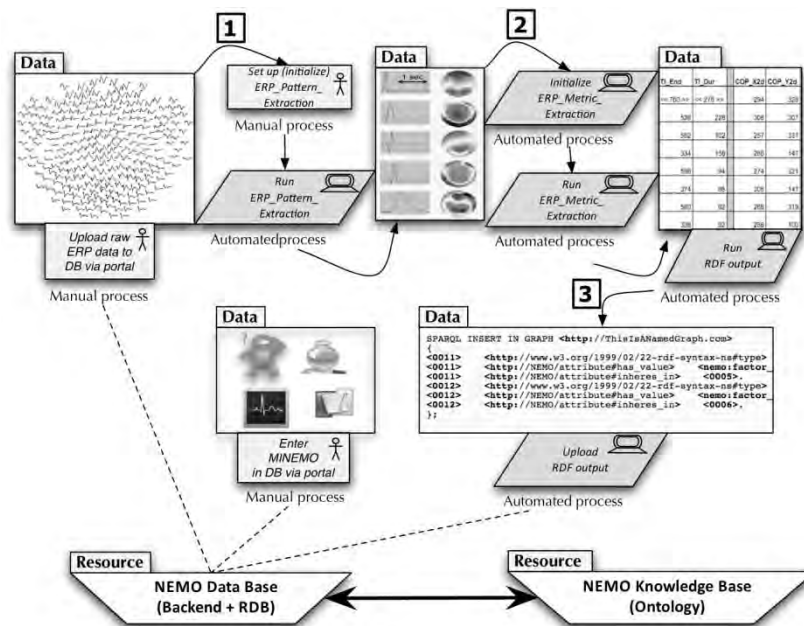 1
2
Data
Set up (initialize)
ERP_Pattern_
Extraction
Manual process
Run
ERP_Pattern_
Extraction
Automatedprocess
Upload raw
ERP data to
DB via portal
Manual process
Data
1 sec
Initialize
ERP_Metric_
Extraction
Automated process
Run
ERP_Metric_
Extraction
Automated process
Data
TI_End TI_Dur COP_X2d COP_Y2d
Run
RDF output
Automated process
3
Data
Enter
MINEMO
in DB via portal
Manual process
Data
SPARQL INSERT IN GRAPH <http://ThisIsANamedGraph.com>
{
<0011> <http://www.w3.org/1999/02/22-rdf-syntax-ns#type>
<0011> <http://NEMO/attribute#has_value> <nemo:factor_
<0011> <http://NEMO/attribute#inheres_in> <0005>.
<0012> <http://www.w3.org/1999/02/22-rdf-syntax-ns#type>
<0012> <http://NEMO/attribute#has_value> <nemo:factor_
<0012> <http://NEMO/attribute#inheres_in> <0006>.
};
Upload
RDF output
Automated process
Resource
NEMO Data Base
(Backend + RDB)
Resource
NEMO Knowledge Base
(Ontology)